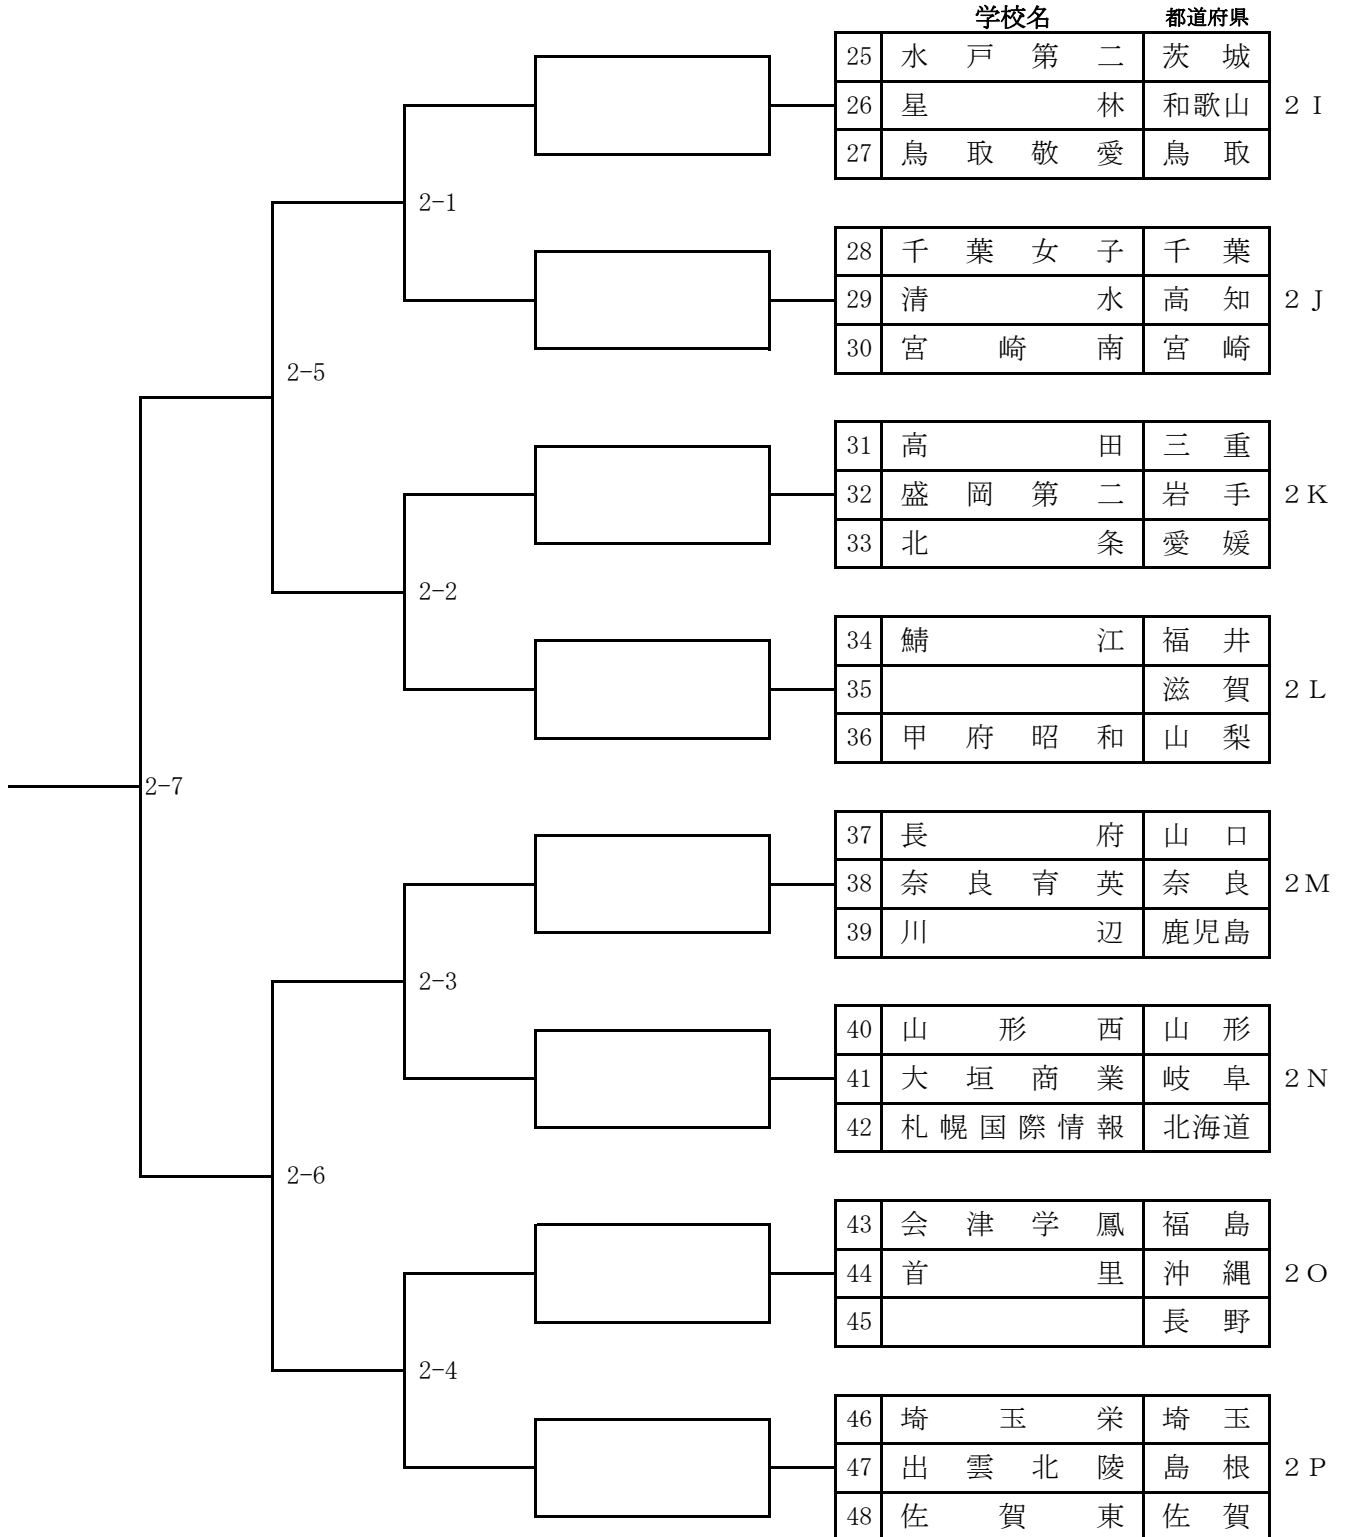 学校名 都道府県
25 水戸第二 茨城
26 星林 和歌山 2I
27 鳥取敬愛 鳥取
2-1
28 千葉女子 千葉
29 清水 高知 2J
30 宮崎南 宮崎
2-5
31 高田 三重
32 盛岡第二 岩手 2K
33 北条 愛媛
2-2
34 鯖江 福井
35 滋賀 2L
36 甲府昭和 山梨
2-7
37 長府 山口
38 奈良育英 奈良 2M
39 川辺 鹿児島
2-3
40 山形西 山形
41 大垣商業 岐阜 2N
42 札幌国際情報 北海道
2-6
43 会津学鳳 福島
44 首里 沖縄 2O
45 長野
2-4
46 埼玉栄 埼玉
47 出雲北陵 島根 2P
48 佐賀東 佐賀